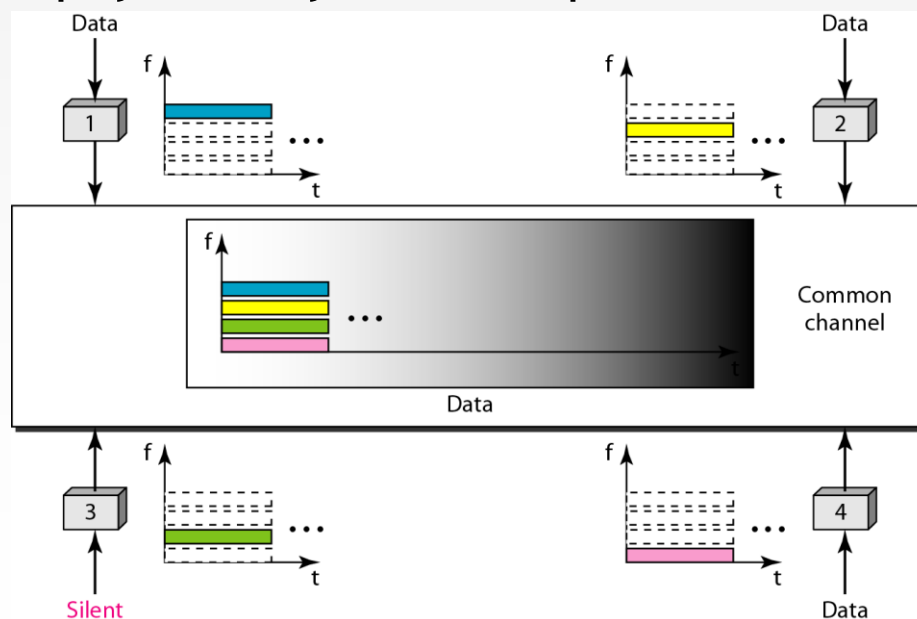 Data
Data
f
1
• • •
t
f
2
• • •
t
f
• • •
t
Common
channel
Data
f
3
• • •
t
f
4
• • •
t
Silent
Data